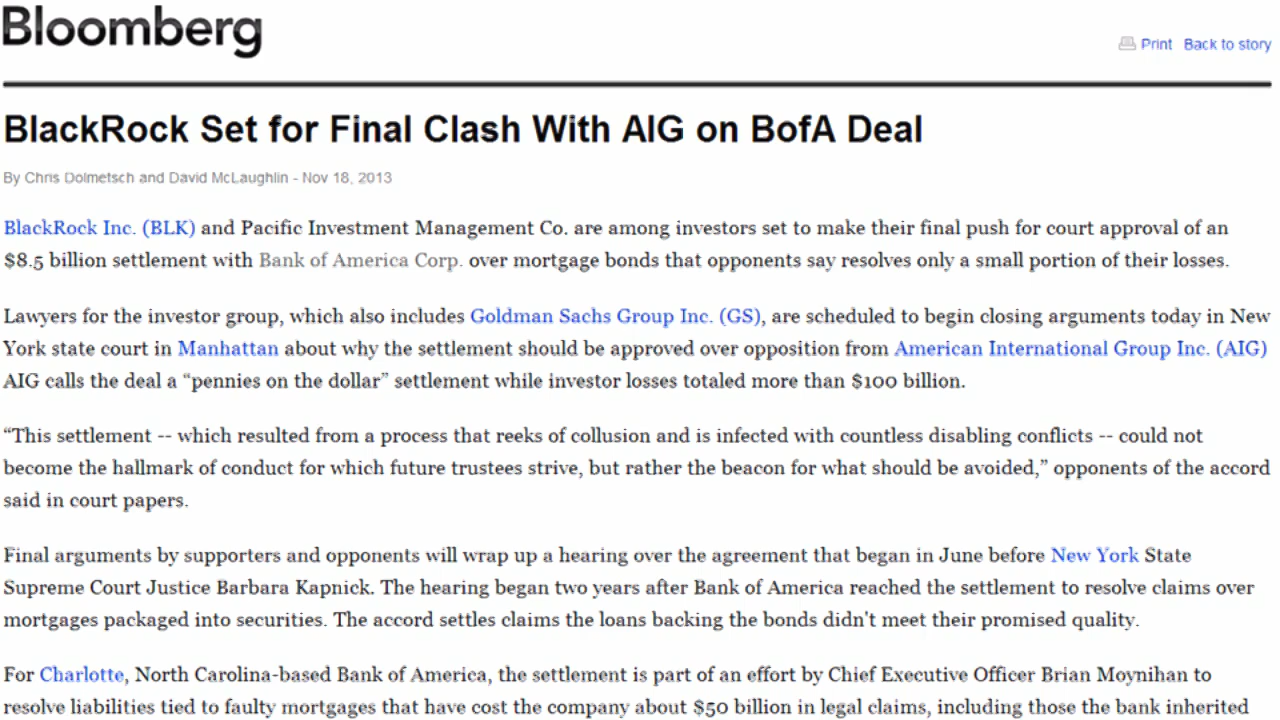 Bloomberg
Print Back to story
BlackRock Set for Final Clash With AIG on BofA Deal
By Chris Dolmetsch and David McLaughlin - Nov 18, 2013
BlackRock Inc. (BLK) and Pacific Investment Management Co. are among investors set to make their final push for court approval of an
$8.5 billion settlement with Bank of America Corp. over mortgage bonds that opponents say resolves only a small portion of their losses.
Lawyers for the investor group, which also includes Goldman Sachs Group Inc. (GS), are scheduled to begin closing arguments today in New
York state court in Manhattan about why the settlement should be approved over opposition from American International Group Inc. (AIG)
AIG calls the deal a “pennies on the dollar” settlement while investor losses totaled more than $100 billion.
“This settlement -- which resulted from a process that reeks of collusion and is infected with countless disabling conflicts -- could not
become the hallmark of conduct for which future trustees strive, but rather the beacon for what should be avoided,” opponents of the accord
said in court papers.
Final arguments by supporters and opponents will wrap up a hearing over the agreement that began in June before New York State
Supreme Court Justice Barbara Kapnick. The hearing began two years after Bank of America reached the settlement to resolve claims over
mortgages packaged into securities. The accord settles claims the loans backing the bonds didn't meet their promised quality.
For Charlotte, North Carolina-based Bank of America, the settlement is part of an effort by Chief Executive Officer Brian Moynihan to
resolve liabilities tied to faulty mortgages that have cost the company about $50 billion in legal claims, including those the bank inherited